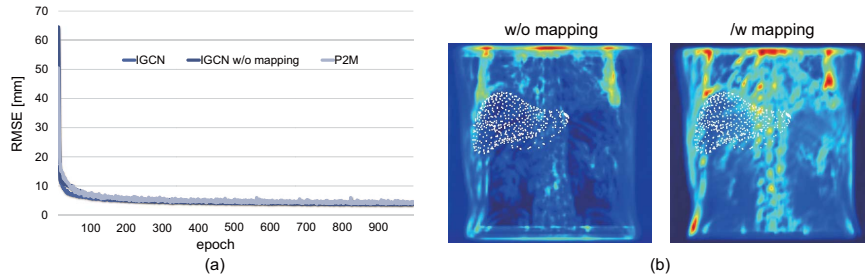 70
60
50
40
30
20
10
0
RMSE [mm]
IGCN IGCN w/o mapping P2M
100 200 300 400 500 600 700 800 900
epoch
(a)
w/o mapping /w mapping
(b)